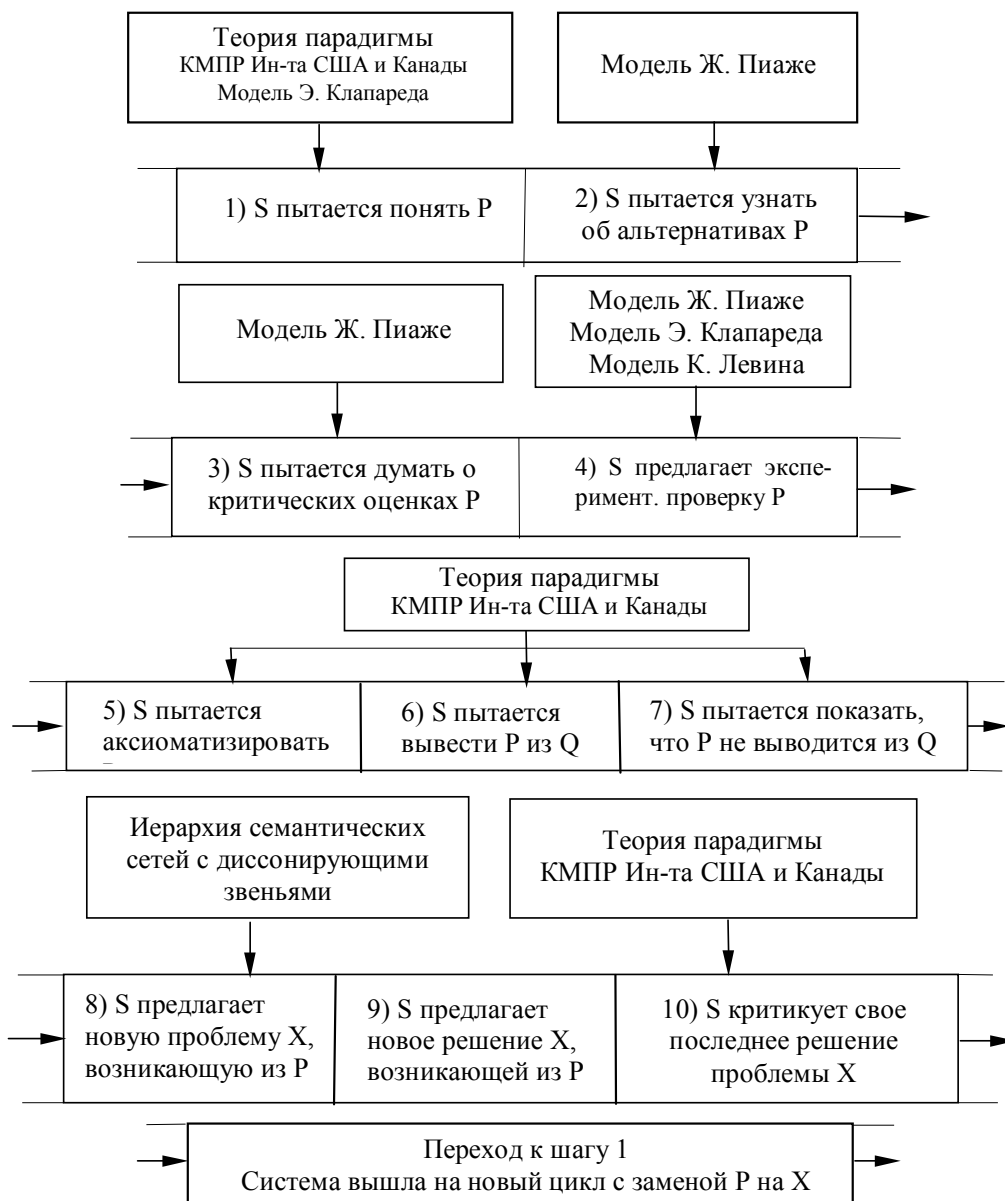 Теория парадигмы
КМПР Ин-та США и Канады
Модель Э. Клапареда
Модель Ж. Пиаже
1) S пытается понять P
2) S пытается узнать
об альтернативах P
Модель Ж. Пиаже
Модель Ж. Пиаже
Модель Э. Клапареда
Модель К. Левина
3) S пытается думать о
критических оценках P
4) S предлагает экспе-
римент. проверку P
Теория парадигмы
КМПР Ин-та США и Канады
5) S пытается
аксиоматизировать
6) S пытается
вывести P из Q
7) S пытается показать,
что P не выводится из Q
Иерархия семантических
сетей с диссонирующими
звеньями
Теория парадигмы
КМПР Ин-та США и Канады
8) S предлагает
новую проблему X,
возникающую из P
9) S предлагает
новое решение X,
возникающей из P
10) S критикует свое
последнее решение
проблемы X
Переход к шагу 1
Система вышла на новый цикл с заменой P на X